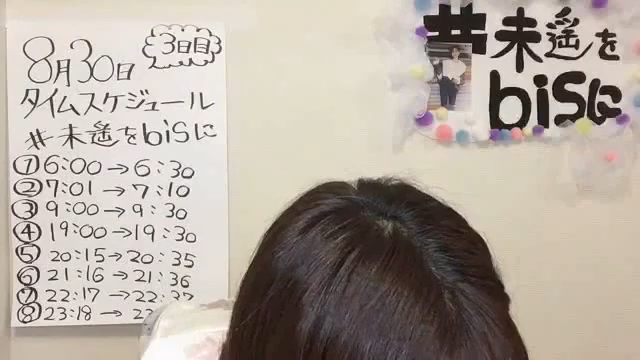 8月30日
3日目
タイムスケジュール
#未遥をbisに
①6:00→6:30
②7:01→7:10
③9:00→9:30
④19:00→19:30
⑤20:15→20:35
⑥21:16→21:36
⑦22:17→22:37
⑧23:18→
#未遥を
bisに